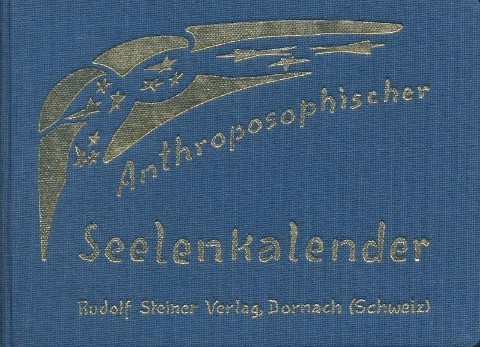 Anthroposophischer
Seelenkalender
Rudolf Steiner Verlag, Dornach (Schweiz)